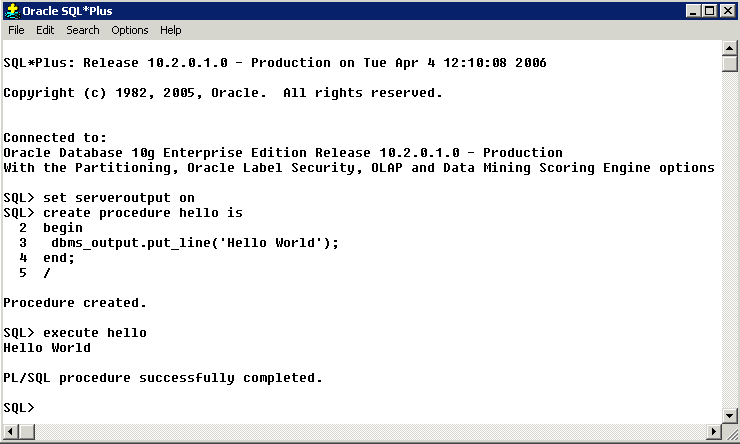 Oracle SQL*Plus
File Edit Search Options Help
SQL*Plus: Release 10.2.0.1.0 - Production on Tue Apr 4 12:10:08 2006
Copyright (c) 1982, 2005, Oracle.  All rights reserved.
Connected to:
Oracle Database 10g Enterprise Edition Release 10.2.0.1.0 - Production
With the Partitioning, Oracle Label Security, OLAP and Data Mining Scoring Engine options
SQL> set serveroutput on
SQL> create procedure hello is
  2  begin
  3   dbms_output.put_line('Hello World');
  4  end;
  5  /
Procedure created.
SQL> execute hello
Hello World
PL/SQL procedure successfully completed.
SQL>